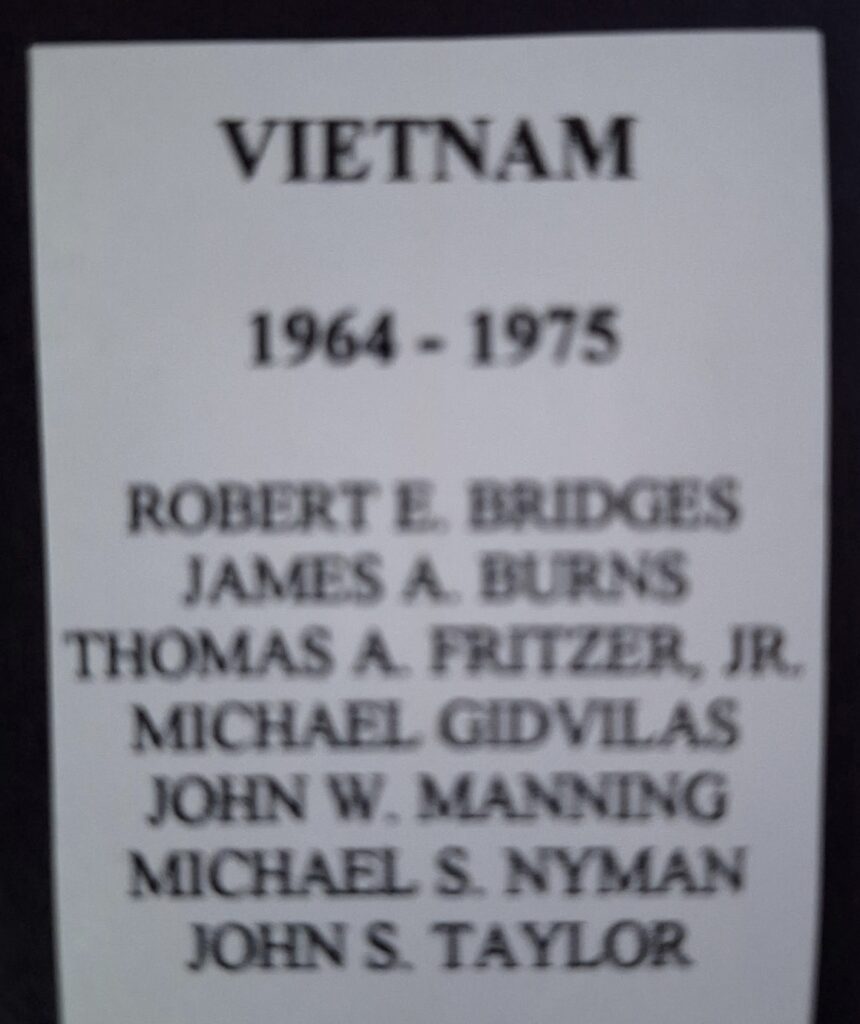 VIETNAM
1964 - 1975
ROBERT E. BRIDGES
JAMES A. BURNS
THOMAS A. FRITZER, JR.
MICHAEL GIDVILAS
JOHN W. MANNING
MICHAEL S. NYMAN
JOHN S. TAYLOR